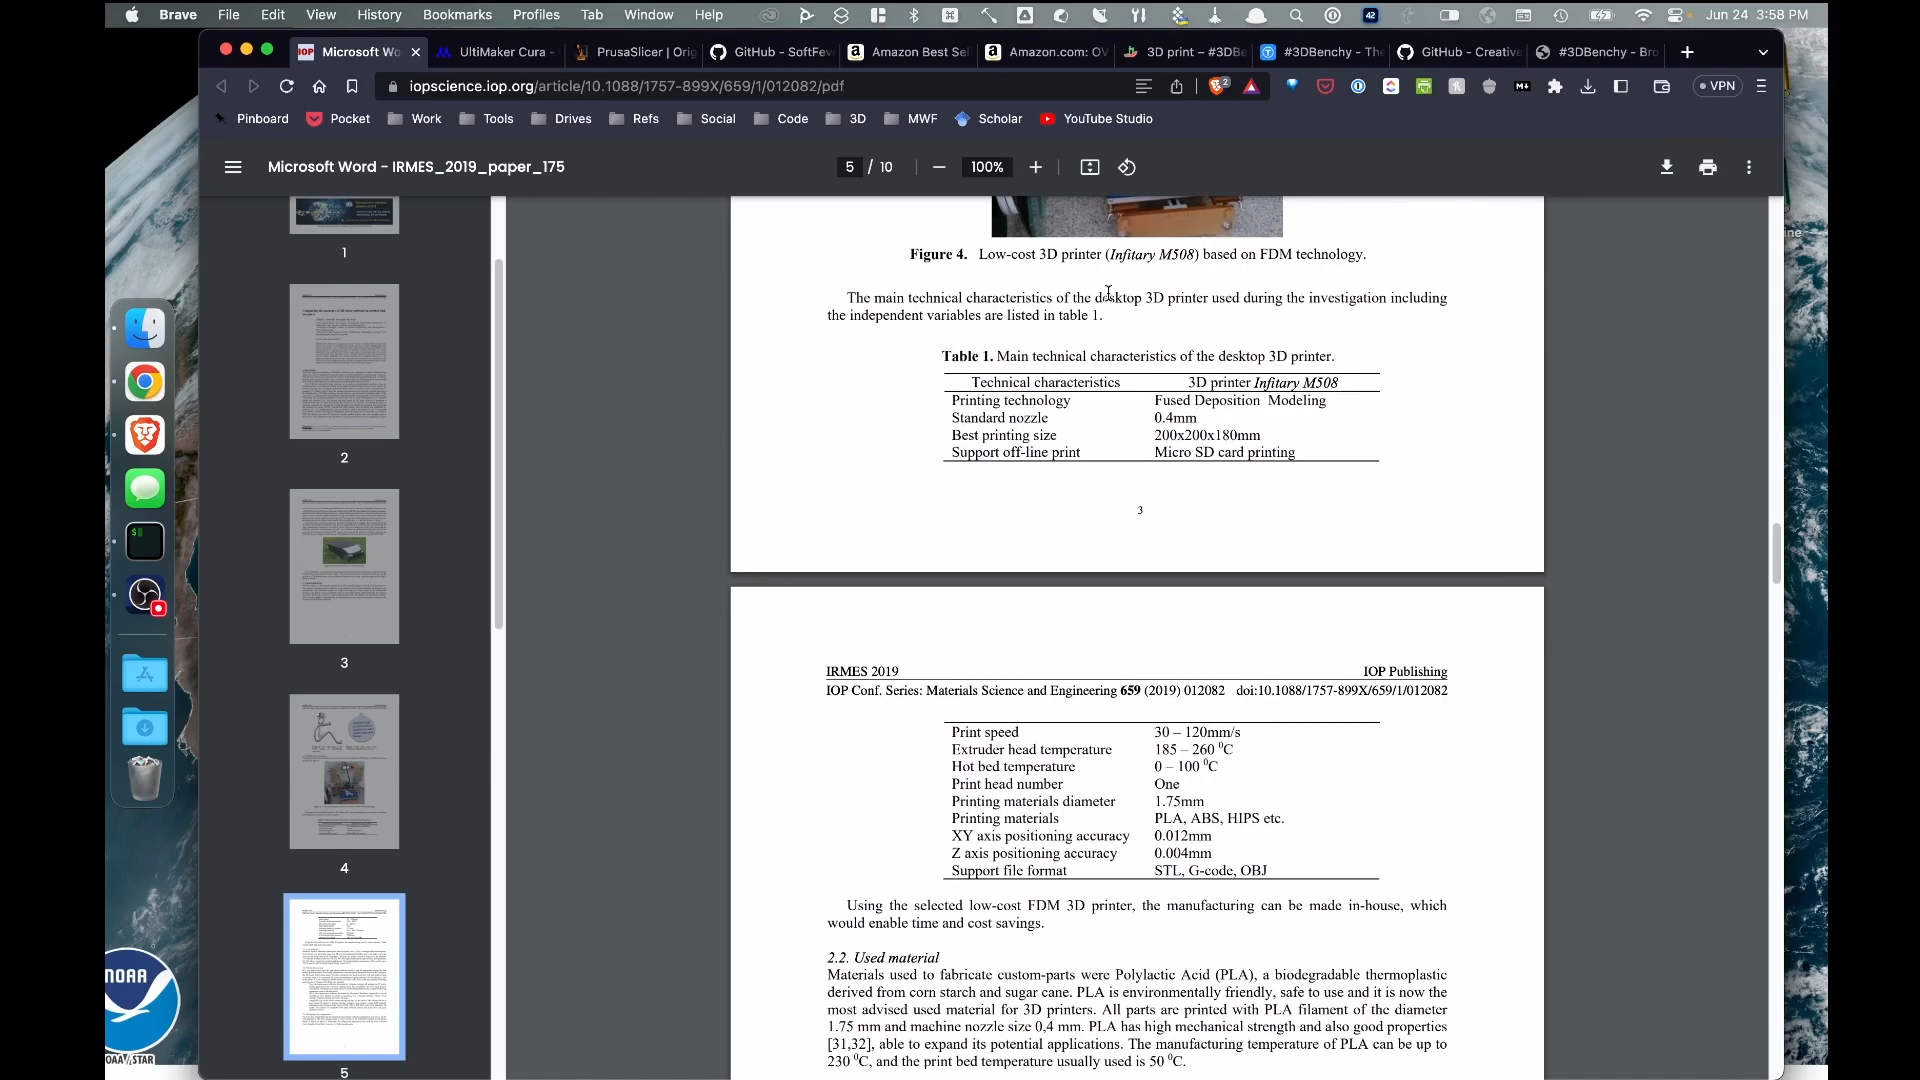 Brave File Edit View History Bookmarks Profiles Tab Window Help 42 Jun 24 3:58 PM
IOP Microsoft Wo UltiMaker Cura - PrusaSlicer | Orig GitHub - SoftFev Amazon Best Sel Amazon.com: OV 3D print – #3DBe #3DBenchy - The GitHub - Creative #3DBenchy - Bro
iopscience.iop.org/article/10.1088/1757-899X/659/1/012082/pdf 2 VPN
Pinboard Pocket Work Tools Drives Refs Social Code 3D MWF Scholar YouTube Studio
Microsoft Word - IRMES_2019_paper_175 5 / 10 100%
1
2
3
4
5
Figure 4. Low-cost 3D printer (Infitary M508) based on FDM technology.
The main technical characteristics of the desktop 3D printer used during the investigation including
the independent variables are listed in table 1.
Table 1. Main technical characteristics of the desktop 3D printer.
Technical characteristics 3D printer Infitary M508
Printing technology Fused Deposition Modeling
Standard nozzle 0.4mm
Best printing size 200x200x180mm
Support off-line print Micro SD card printing
3
IRMES 2019 IOP Publishing
IOP Conf. Series: Materials Science and Engineering 659 (2019) 012082 doi:10.1088/1757-899X/659/1/012082
Print speed 30 – 120mm/s
Extruder head temperature 185 – 260 ⁰C
Hot bed temperature 0 – 100 ⁰C
Print head number One
Printing materials diameter 1.75mm
Printing materials PLA, ABS, HIPS etc.
XY axis positioning accuracy 0.012mm
Z axis positioning accuracy 0.004mm
Support file format STL, G-code, OBJ
Using the selected low-cost FDM 3D printer, the manufacturing can be made in-house, which
would enable time and cost savings.
2.2. Used material
Materials used to fabricate custom-parts were Polylactic Acid (PLA), a biodegradable thermoplastic
derived from corn starch and sugar cane. PLA is environmentally friendly, safe to use and it is now the
most advised used material for 3D printers. All parts are printed with PLA filament of the diameter
1.75 mm and machine nozzle size 0,4 mm. PLA has high mechanical strength and also good properties
[31,32], able to expand its potential applications. The manufacturing temperature of PLA can be up to
230 ⁰C, and the print bed temperature usually used is 50 ⁰C.
NOAA
NOAA/STAR